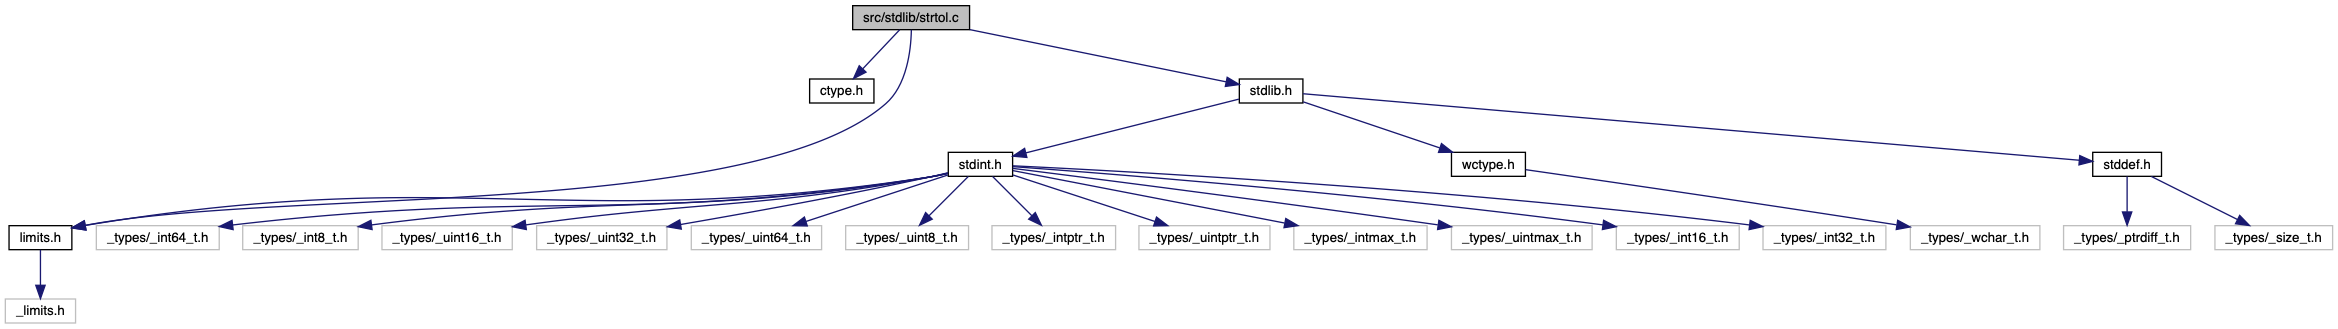 src/stdlib/strtol.c
ctype.h
stdlib.h
stdint.h
wctype.h
stddef.h
limits.h
_types/_int64_t.h
_types/_int8_t.h
_types/_uint16_t.h
_types/_uint32_t.h
_types/_uint64_t.h
_types/_uint8_t.h
_types/_intptr_t.h
_types/_uintptr_t.h
_types/_intmax_t.h
_types/_uintmax_t.h
_types/_int16_t.h
_types/_int32_t.h
_types/_wchar_t.h
_types/_ptrdiff_t.h
_types/_size_t.h
_limits.h